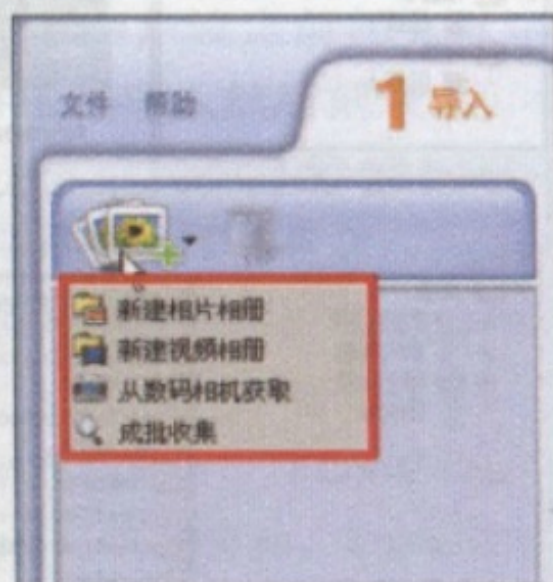 文件 帮助
1 导入
新建相片相册
新建视频相册
从数码相机获取
成批收集